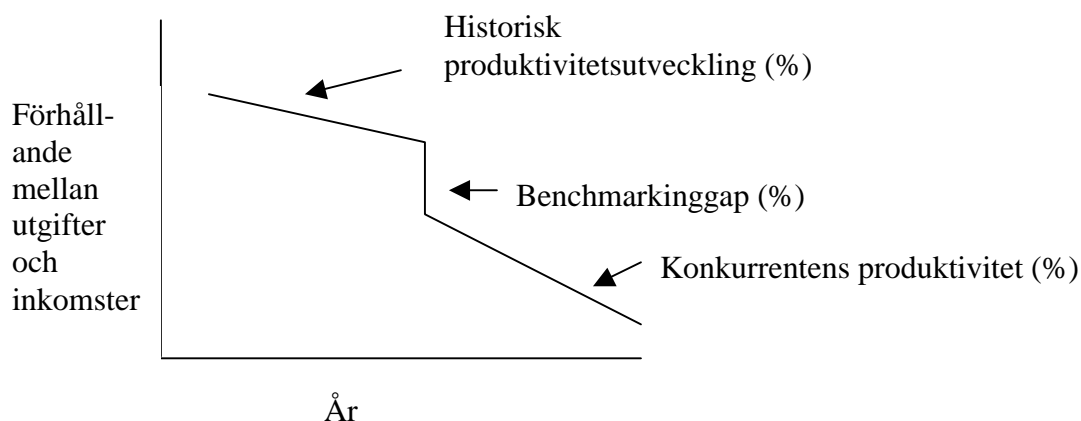 Historisk
produktivitetsutveckling (%)
Förhåll-
ande
mellan
utgifter
och
inkomster
Benchmarkinggap (%)
Konkurrentens produktivitet (%)
År